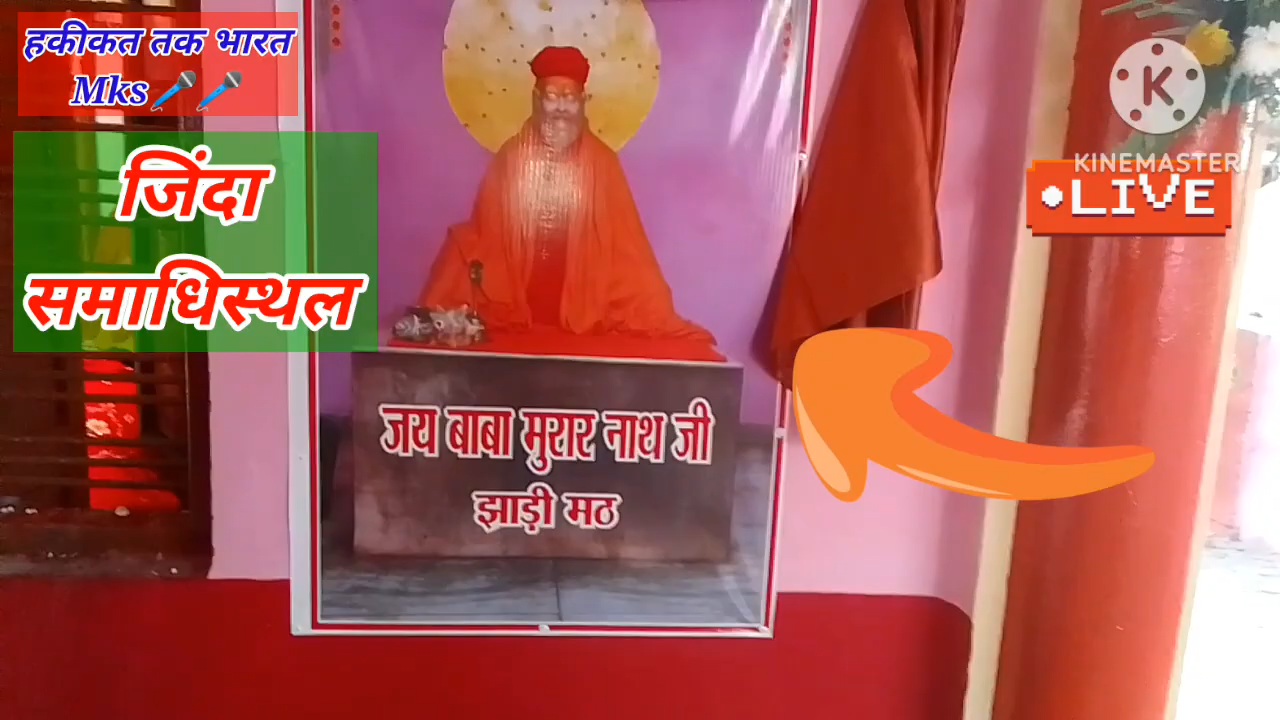 हकीकत तक भारत
Mks🎤🎤
जिंदा
समाधिस्थल
K
KINEMASTER
LIVE
जय बाबा मुरार नाथ जी
झाड़ी मठ